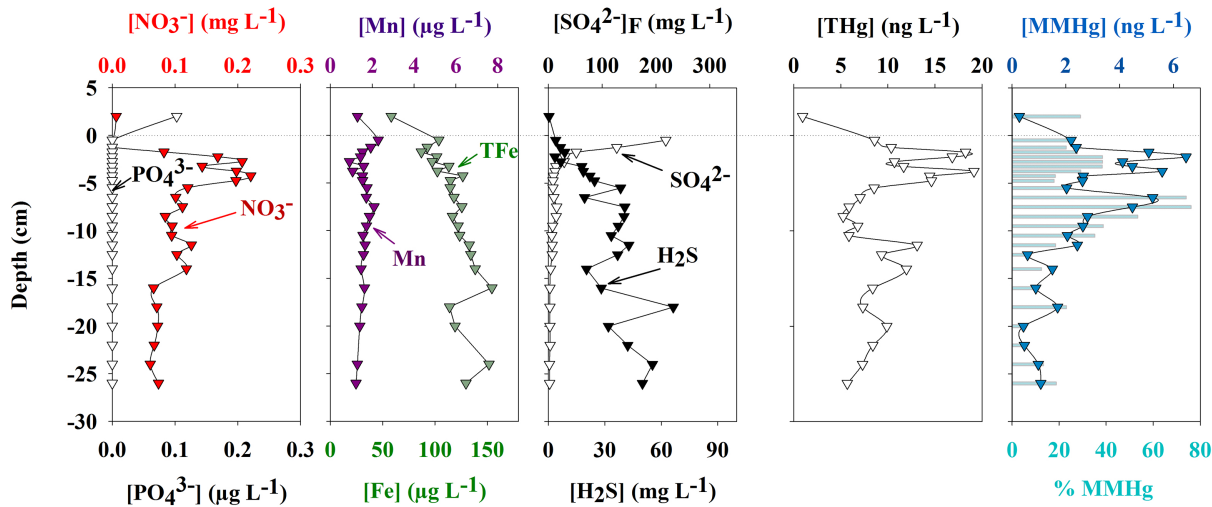 [NO3-] (mg L-1) [Mn] (µg L-1) [SO42-]F (mg L-1) [THg] (ng L-1) [MMHg] (ng L-1)
0.0 0.1 0.2 0.3 0 2 4 6 8 0 100 200 300 0 5 10 15 20 0 2 4 6
5
0
-5
-10
-15
-20
-25
-30
Depth (cm)
PO43-
NO3-
TFe
Mn
SO42-
H2S
0.0 0.1 0.2 0.3 0 50 100 150 0 30 60 90 0 20 40 60 80
[PO43-] (µg L-1) [Fe] (µg L-1) [H2S] (mg L-1) % MMHg